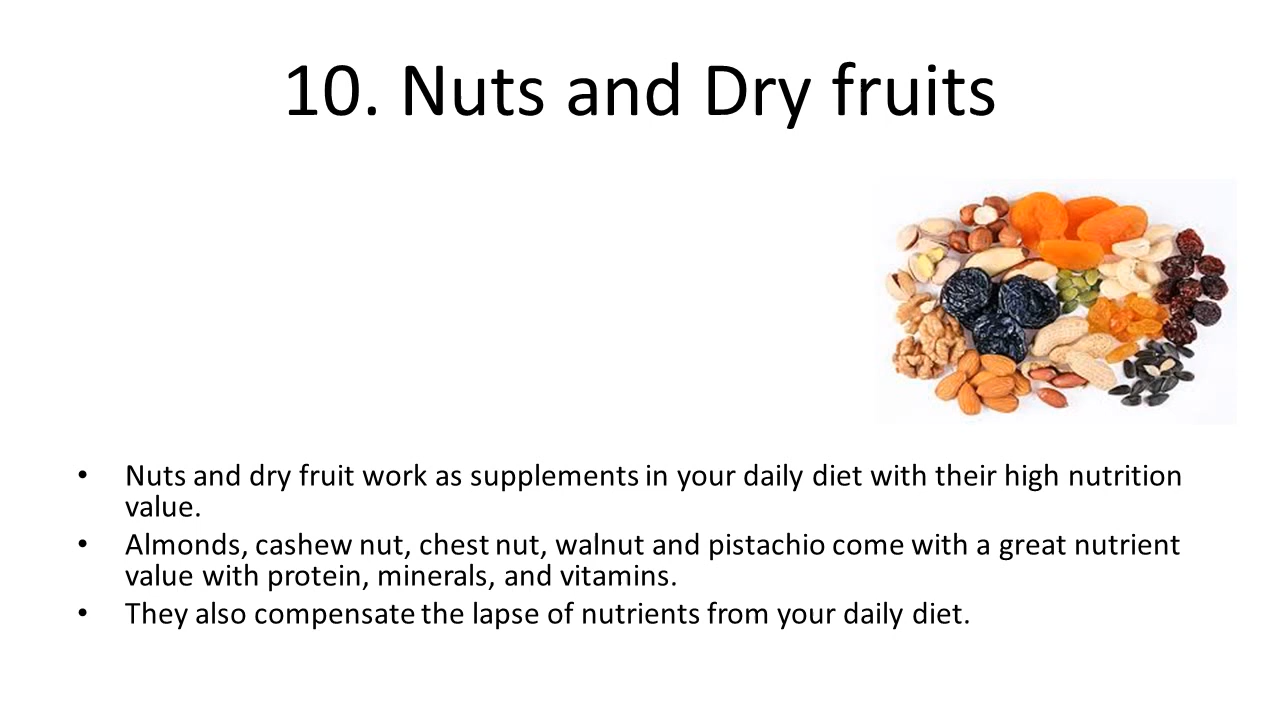 10. Nuts and Dry fruits
• Nuts and dry fruit work as supplements in your daily diet with their high nutrition
value.
• Almonds, cashew nut, chest nut, walnut and pistachio come with a great nutrient
value with protein, minerals, and vitamins.
• They also compensate the lapse of nutrients from your daily diet.